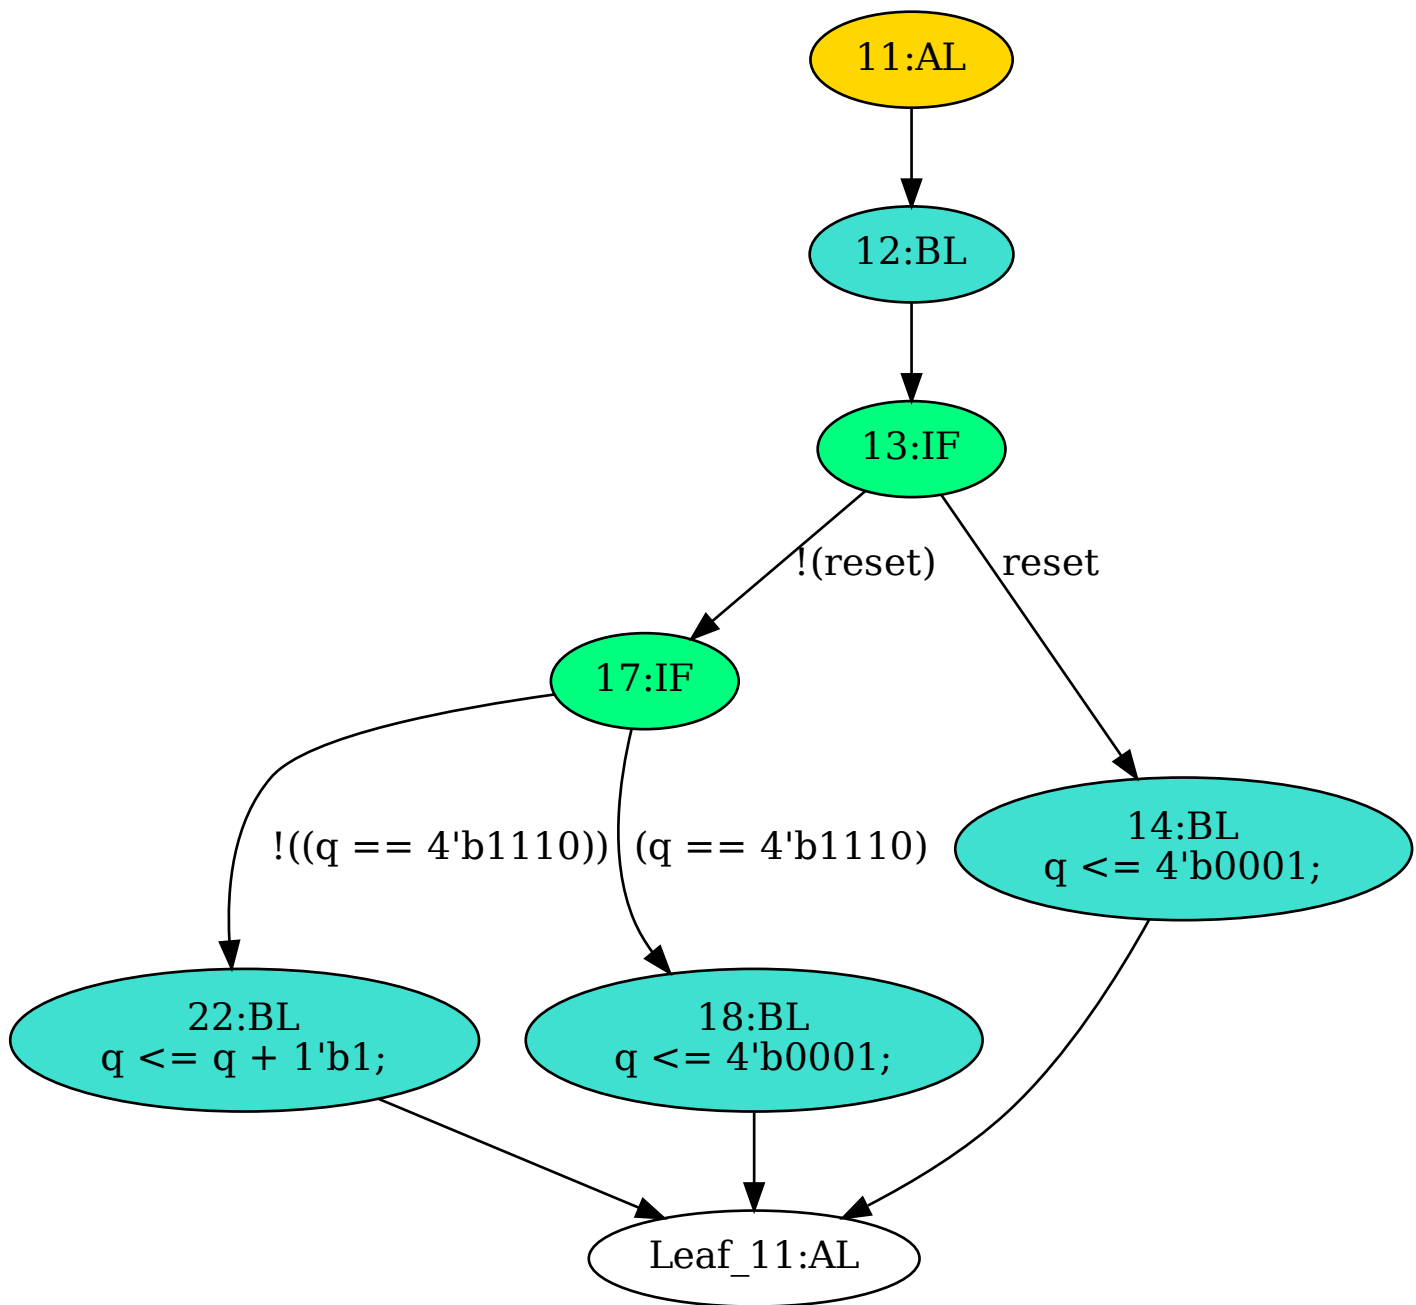 11:AL
12:BL
13:IF
!(reset)
reset
17:IF
!((q == 4'b1110))
(q == 4'b1110)
14:BL
q <= 4'b0001;
22:BL
q <= q + 1'b1;
18:BL
q <= 4'b0001;
Leaf_11:AL